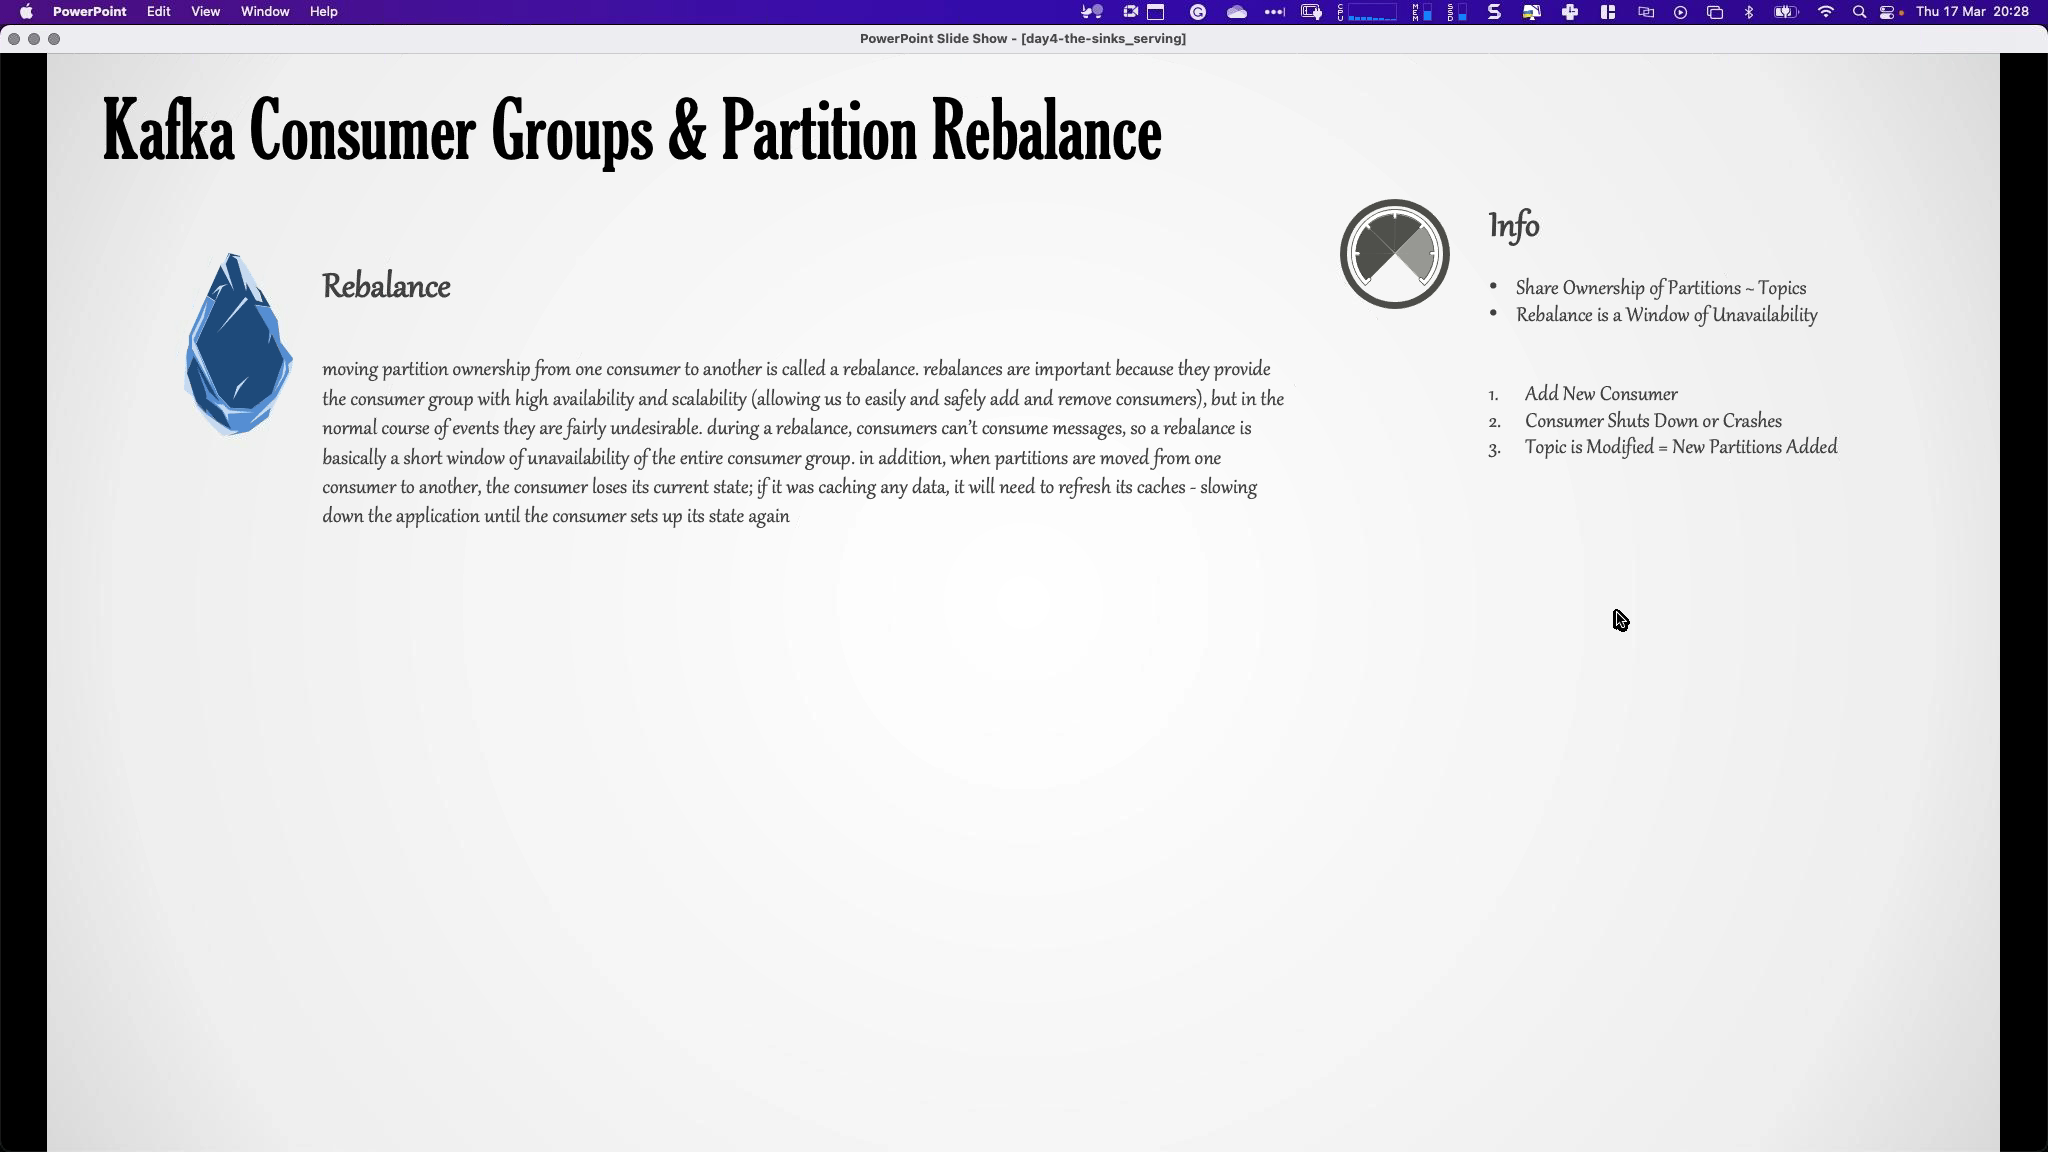 PowerPoint Edit View Window Help
Thu 17 Mar 20:28
PowerPoint Slide Show - [day4-the-sinks_serving]
Kafka Consumer Groups & Partition Rebalance
Rebalance
moving partition ownership from one consumer to another is called a rebalance. rebalances are important because they provide
the consumer group with high availability and scalability (allowing us to easily and safely add and remove consumers), but in the
normal course of events they are fairly undesirable. during a rebalance, consumers can’t consume messages, so a rebalance is
basically a short window of unavailability of the entire consumer group. in addition, when partitions are moved from one
consumer to another, the consumer loses its current state; if it was caching any data, it will need to refresh its caches - slowing
down the application until the consumer sets up its state again
Info
• Share Ownership of Partitions ~ Topics
• Rebalance is a Window of Unavailability
1. Add New Consumer
2. Consumer Shuts Down or Crashes
3. Topic is Modified = New Partitions Added